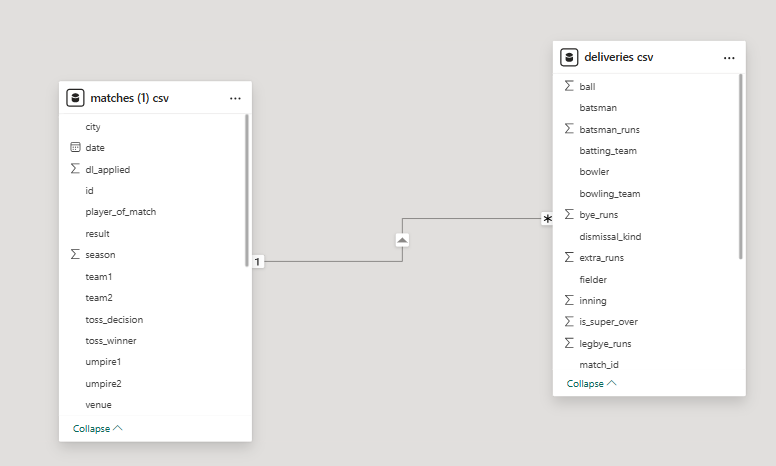 matches (1) csv
...
city
date
Σ dl_applied
id
player_of_match
result
Σ season
team1
team2
toss_decision
toss_winner
umpire1
umpire2
venue
Collapse
1
*
deliveries csv
...
Σ ball
batsman
Σ batsman_runs
batting_team
bowler
bowling_team
Σ bye_runs
dismissal_kind
Σ extra_runs
fielder
Σ inning
Σ is_super_over
Σ legbye_runs
match_id
Collapse